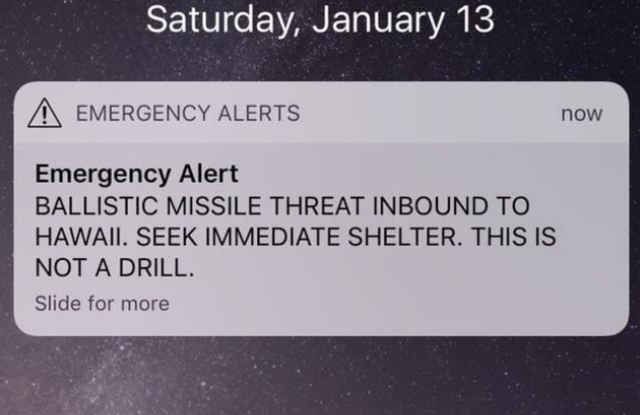 Saturday, January 13
EMERGENCY ALERTS now
Emergency Alert
BALLISTIC MISSILE THREAT INBOUND TO
HAWAII. SEEK IMMEDIATE SHELTER. THIS IS
NOT A DRILL.
Slide for more